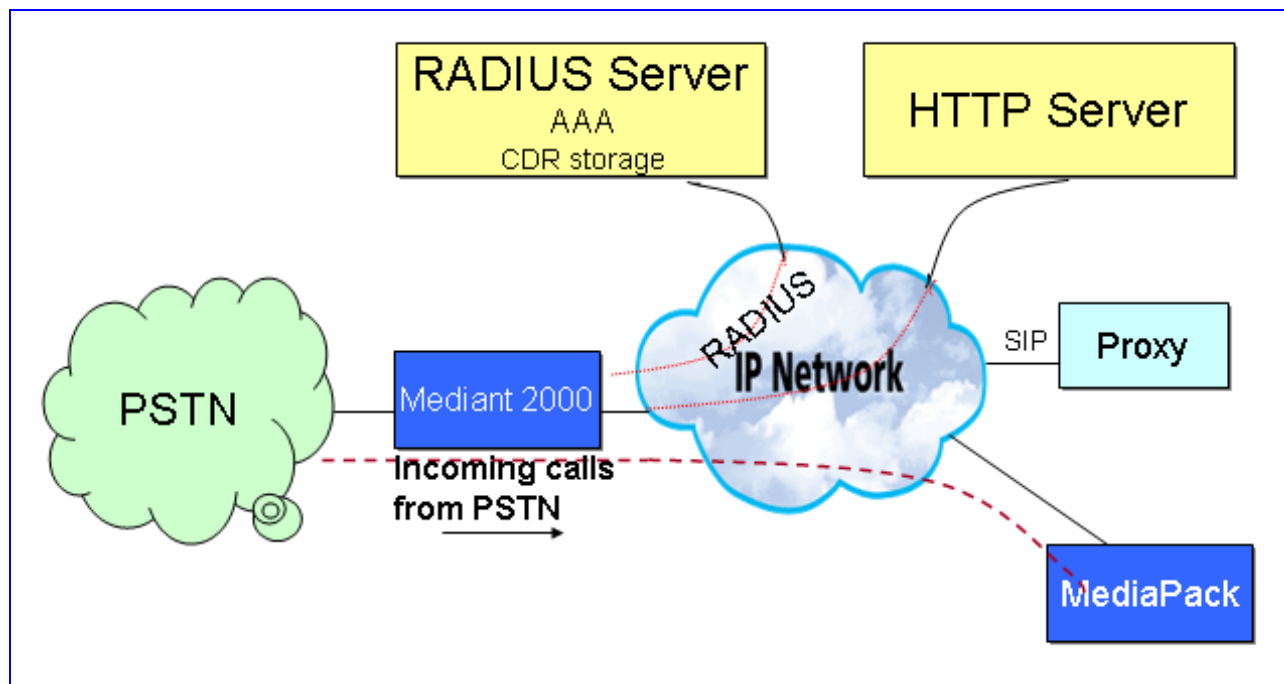 RADIUS Server
AAA
CDR storage
HTTP Server
RADIUS
IP Network
SIP
Proxy
PSTN
Mediant 2000
Incoming calls
from PSTN
MediaPack